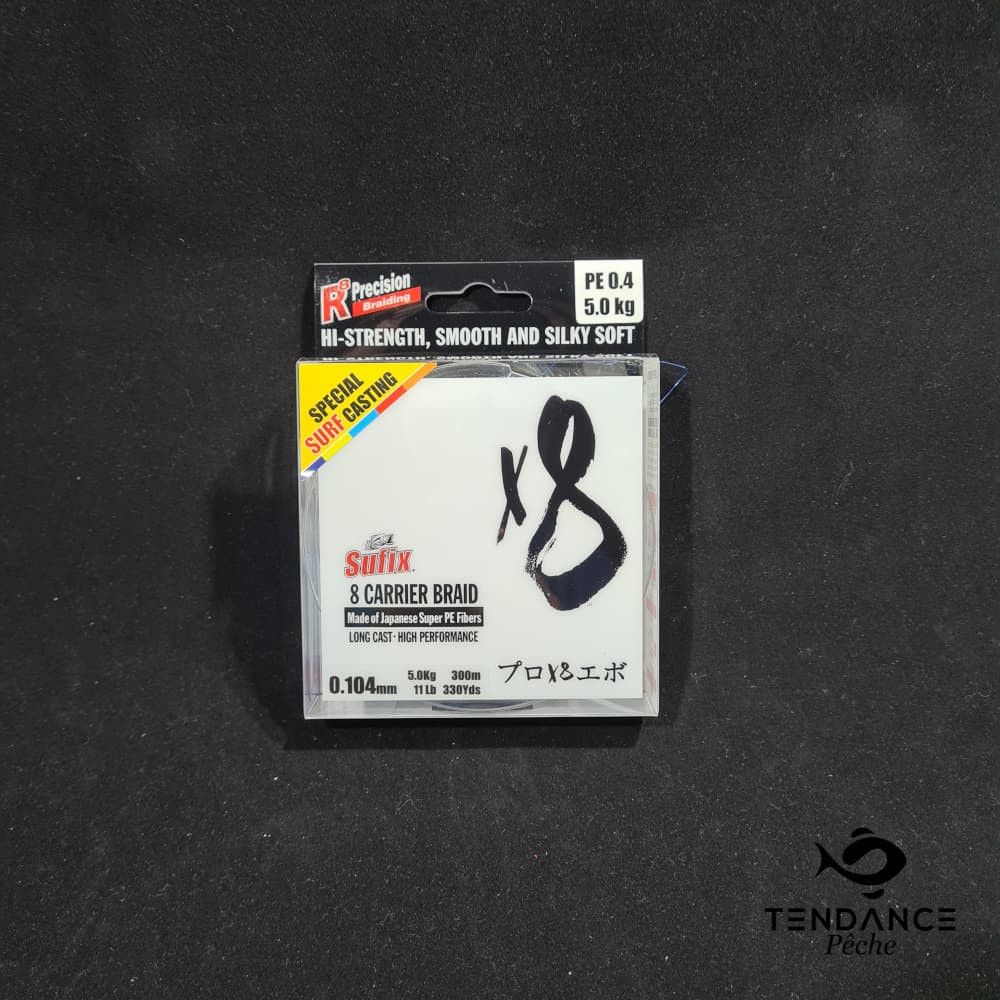 R8 Precision
Braiding
PE 0.4
5.0 kg
HI-STRENGTH, SMOOTH AND SILKY SOFT
SPECIAL
SURF CASTING
x8
Sufix
8 CARRIER BRAID
Made of Japanese Super PE Fibers
LONG CAST · HIGH PERFORMANCE
0.104mm
5.0Kg 300m
11 Lb 330Yds
プロX8エボ
TENDANCE
Pêche